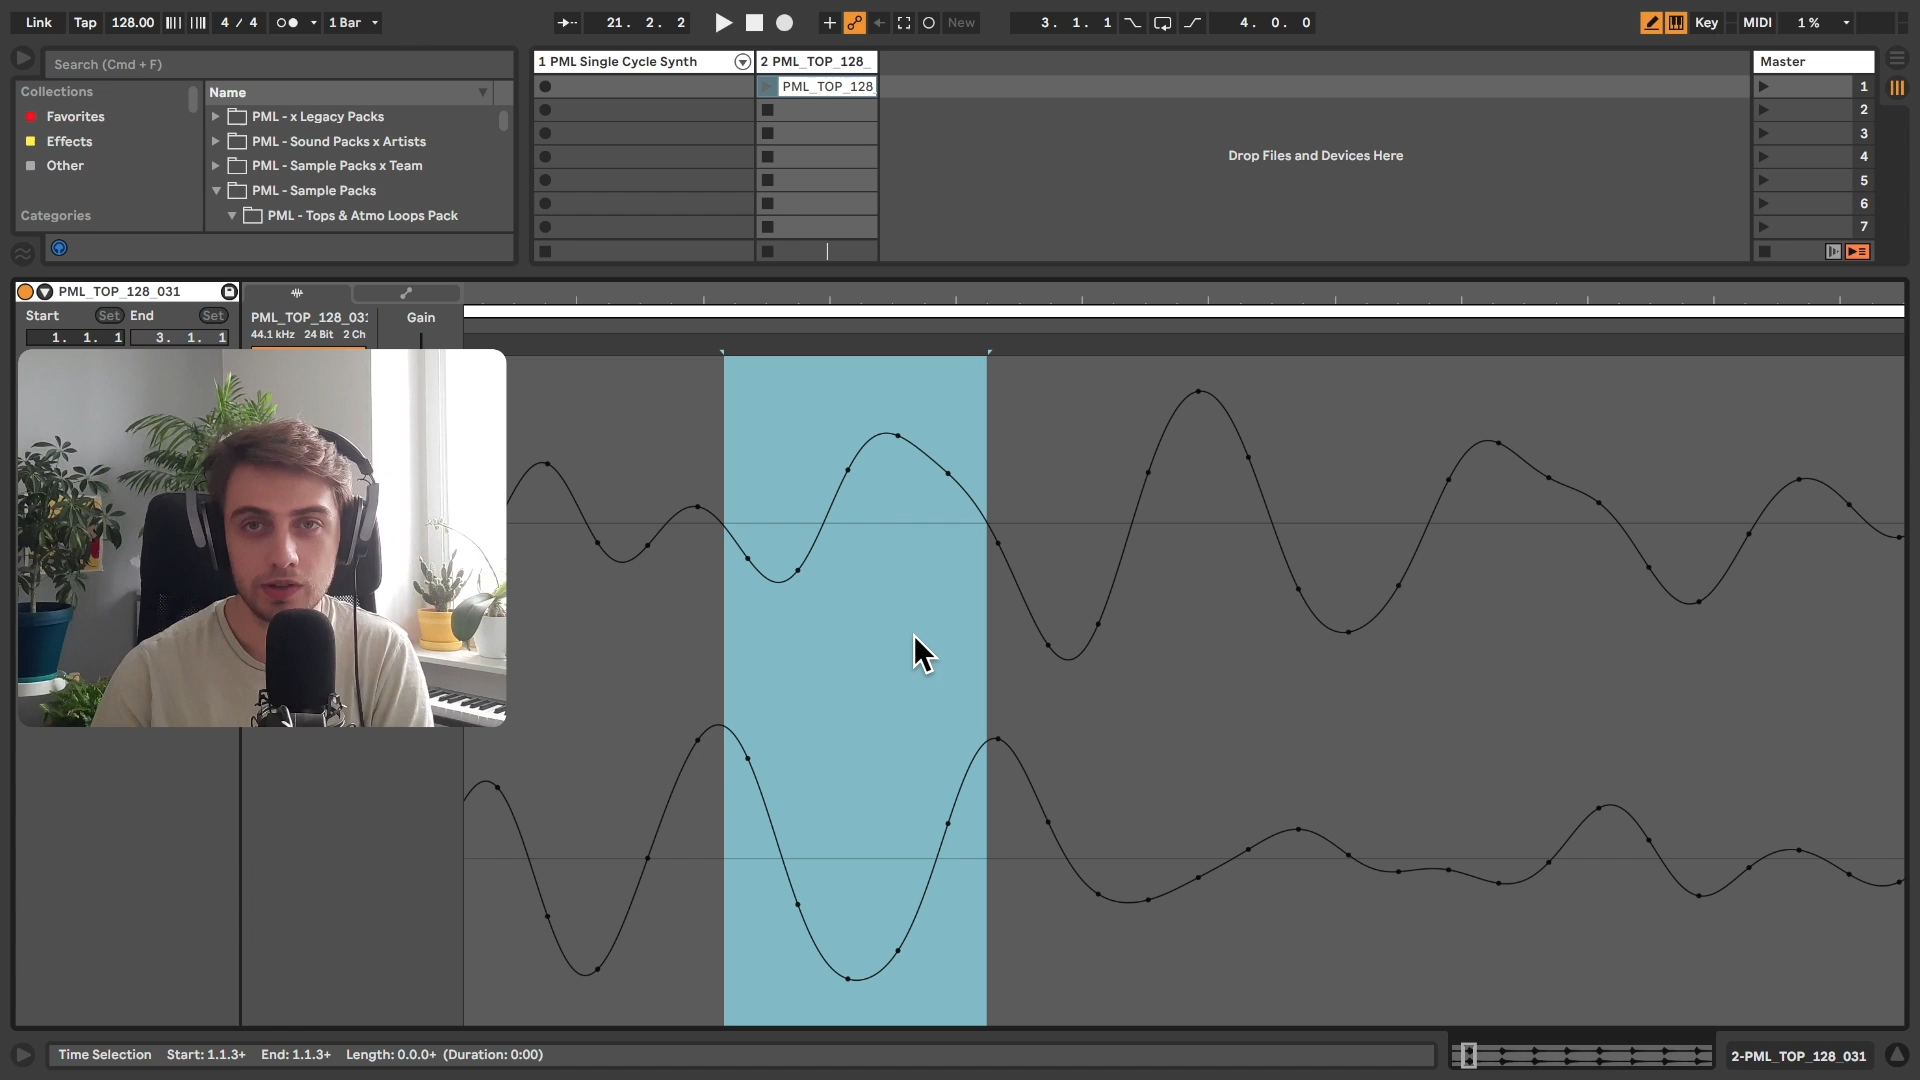 Link Tap 128.00 4 / 4 1 Bar 21. 2. 2 New 3. 1. 1 4. 0. 0 Key MIDI 1 %
Search (Cmd + F)
Collections
Favorites
Effects
Other
Categories
Name
PML - x Legacy Packs
PML - Sound Packs x Artists
PML - Sample Packs x Team
PML - Sample Packs
PML - Tops & Atmo Loops Pack
1 PML Single Cycle Synth
2 PML_TOP_128_
PML_TOP_128_
Drop Files and Devices Here
Master
1
2
3
4
5
6
7
PML_TOP_128_031
Start Set End Set
1. 1. 1 3. 1. 1
PML_TOP_128_031
44.1 kHz 24 Bit 2 Ch
Gain
Time Selection Start: 1.1.3+ End: 1.1.3+ Length: 0.0.0+ (Duration: 0:00)
2-PML_TOP_128_031